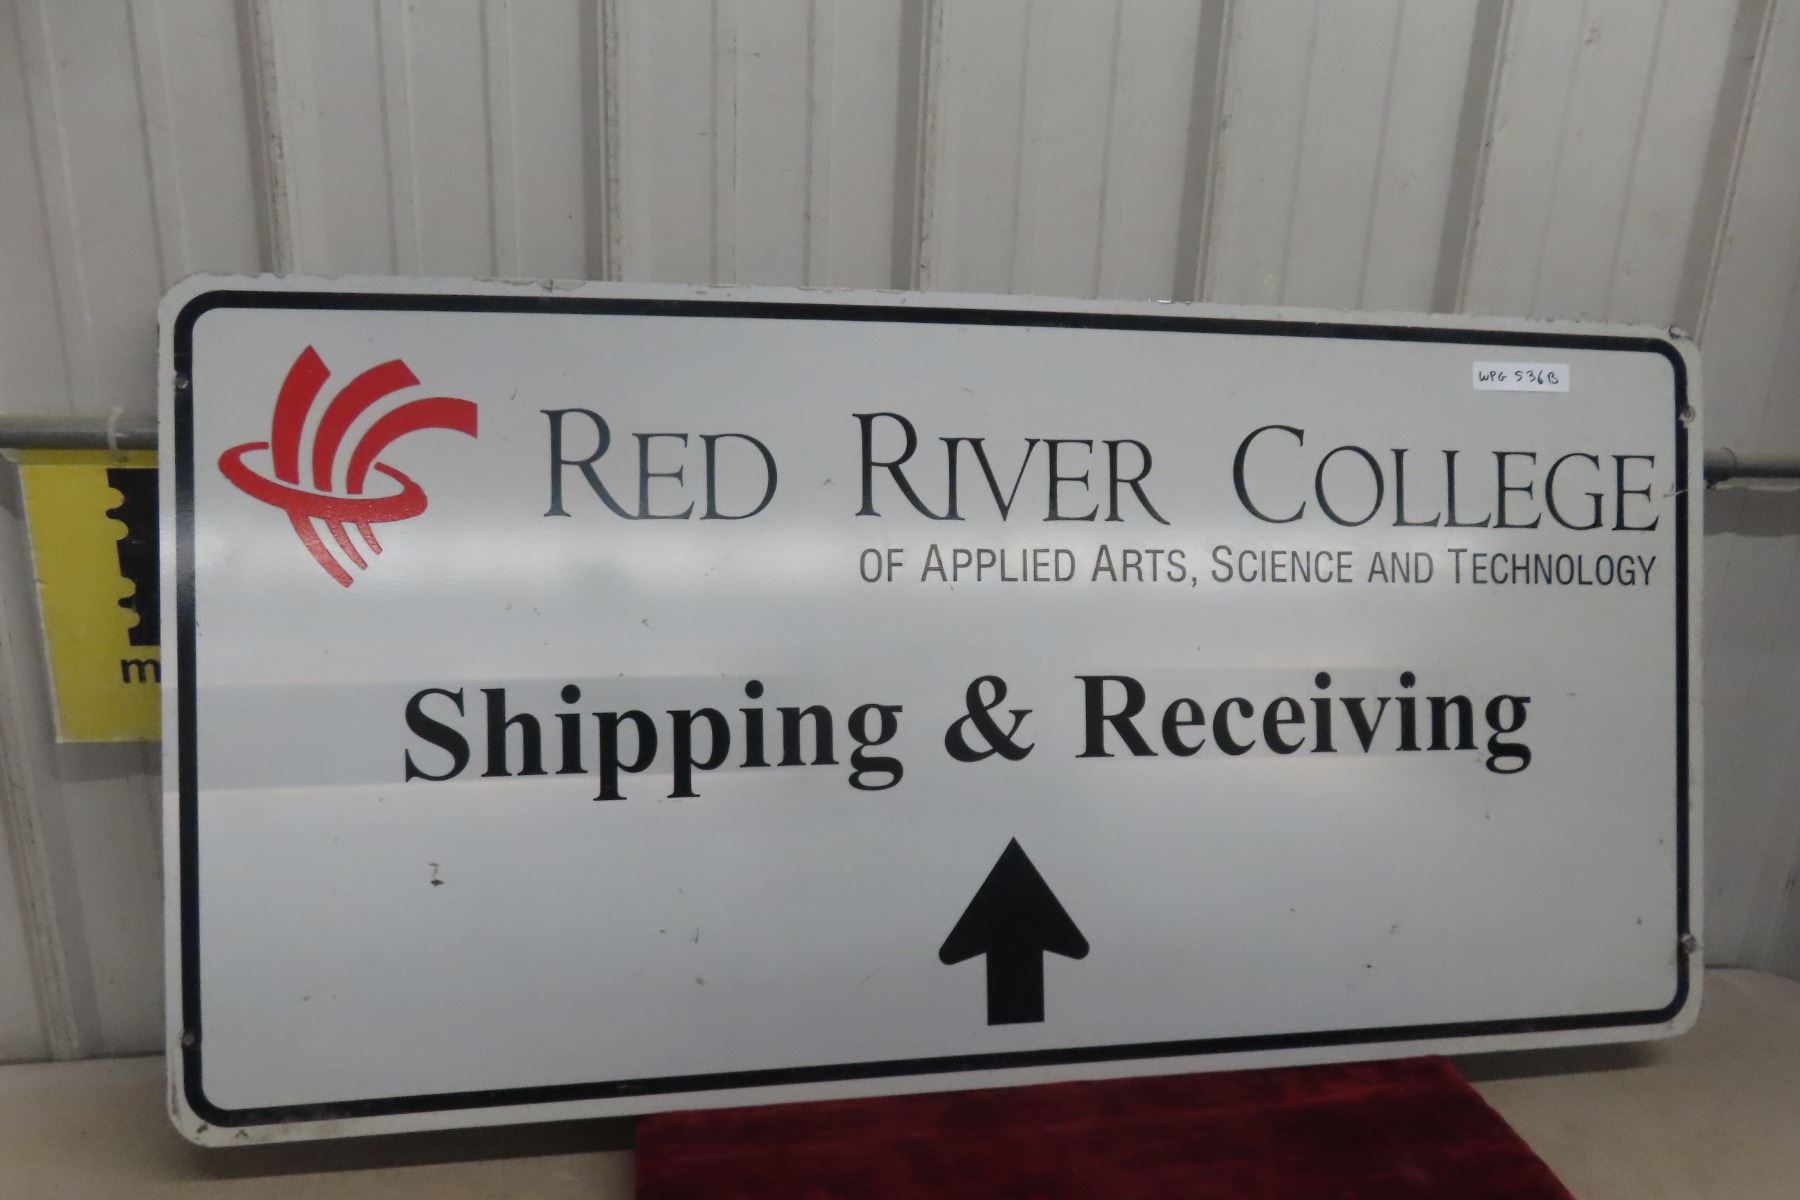 WPG 536B
RED RIVER COLLEGE
OF APPLIED ARTS, SCIENCE AND TECHNOLOGY
Shipping & Receiving